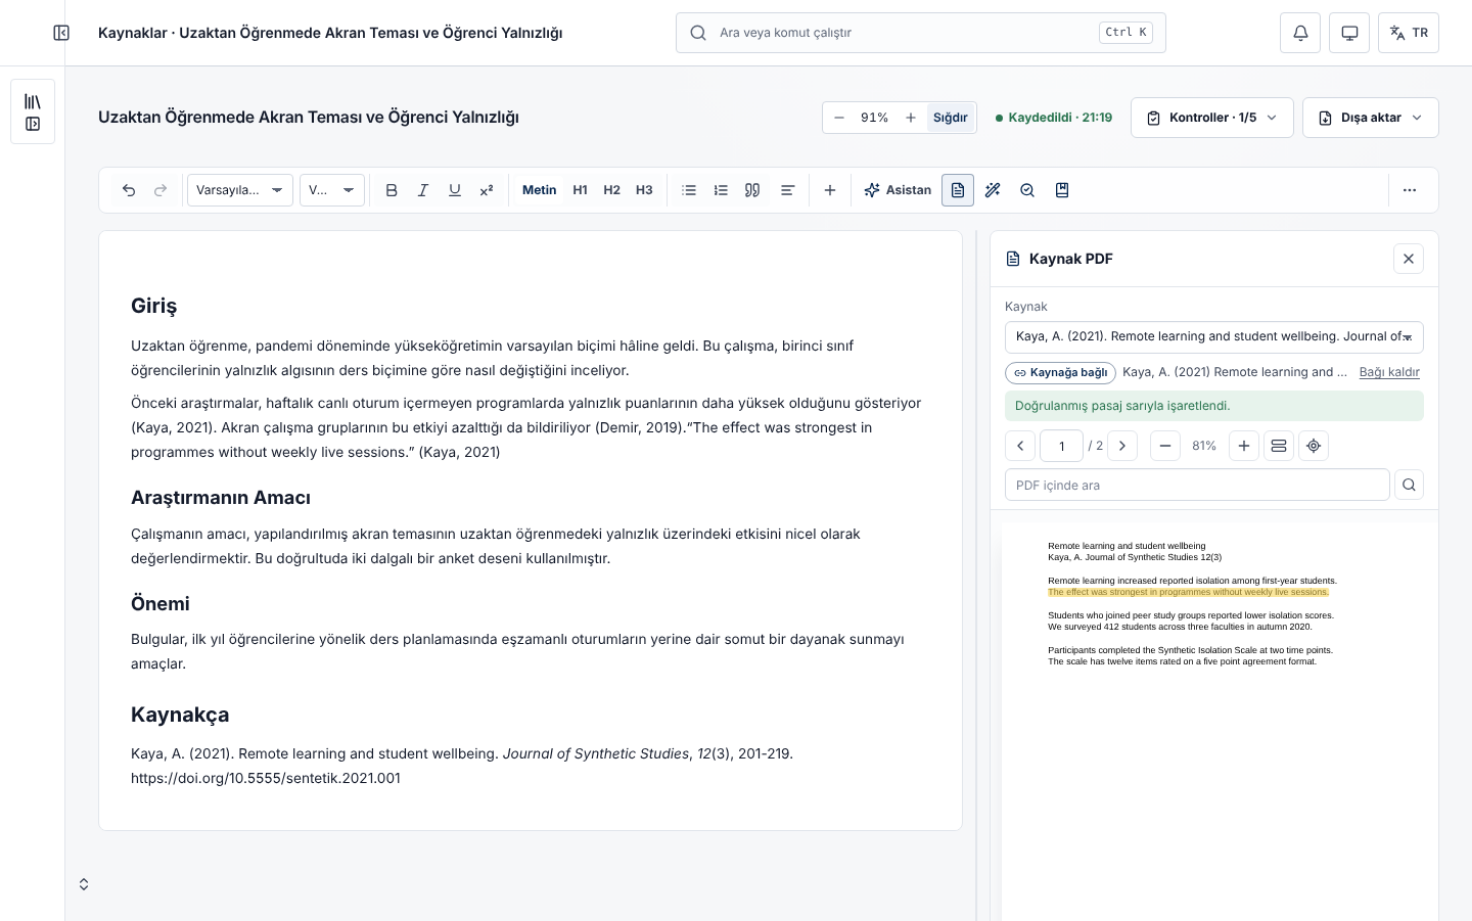 Kaynaklar · Uzaktan Öğrenmede Akran Teması ve Öğrenci Yalnızlığı
Ara veya komut çalıştır
Ctrl K
TR
Uzaktan Öğrenmede Akran Teması ve Öğrenci Yalnızlığı
91%
Sığdır
Kaydedildi · 21:19
Kontroller · 1/5
Dışa aktar
Varsayıla...
V...
B
I
U
x²
Metin
H1
H2
H3
Asistan
Giriş
Uzaktan öğrenme, pandemi döneminde yükseköğretimin varsayılan biçimi hâline geldi. Bu çalışma, birinci sınıf
öğrencilerinin yalnızlık algısının ders biçimine göre nasıl değiştiğini inceliyor.
Önceki araştırmalar, haftalık canlı oturum içermeyen programlarda yalnızlık puanlarının daha yüksek olduğunu gösteriyor
(Kaya, 2021). Akran çalışma gruplarının bu etkiyi azalttığı da bildiriliyor (Demir, 2019).“The effect was strongest in
programmes without weekly live sessions.” (Kaya, 2021)
Araştırmanın Amacı
Çalışmanın amacı, yapılandırılmış akran temasının uzaktan öğrenmedeki yalnızlık üzerindeki etkisini nicel olarak
değerlendirmektir. Bu doğrultuda iki dalgalı bir anket deseni kullanılmıştır.
Önemi
Bulgular, ilk yıl öğrencilerine yönelik ders planlamasında eşzamanlı oturumların yerine dair somut bir dayanak sunmayı
amaçlar.
Kaynakça
Kaya, A. (2021). Remote learning and student wellbeing. Journal of Synthetic Studies, 12(3), 201-219.
https://doi.org/10.5555/sentetik.2021.001
Kaynak PDF
Kaynak
Kaya, A. (2021). Remote learning and student wellbeing. Journal of
Kaynağa bağlı
Kaya, A. (2021) Remote learning and ...
Bağı kaldır
Doğrulanmış pasaj sarıyla işaretlendi.
1
/ 2
81%
PDF içinde ara
Remote learning and student wellbeing
Kaya, A. Journal of Synthetic Studies 12(3)
Remote learning increased reported isolation among first-year students.
The effect was strongest in programmes without weekly live sessions.
Students who joined peer study groups reported lower isolation scores.
We surveyed 412 students across three faculties in autumn 2020.
Participants completed the Synthetic Isolation Scale at two time points.
The scale has twelve items rated on a five point agreement format.